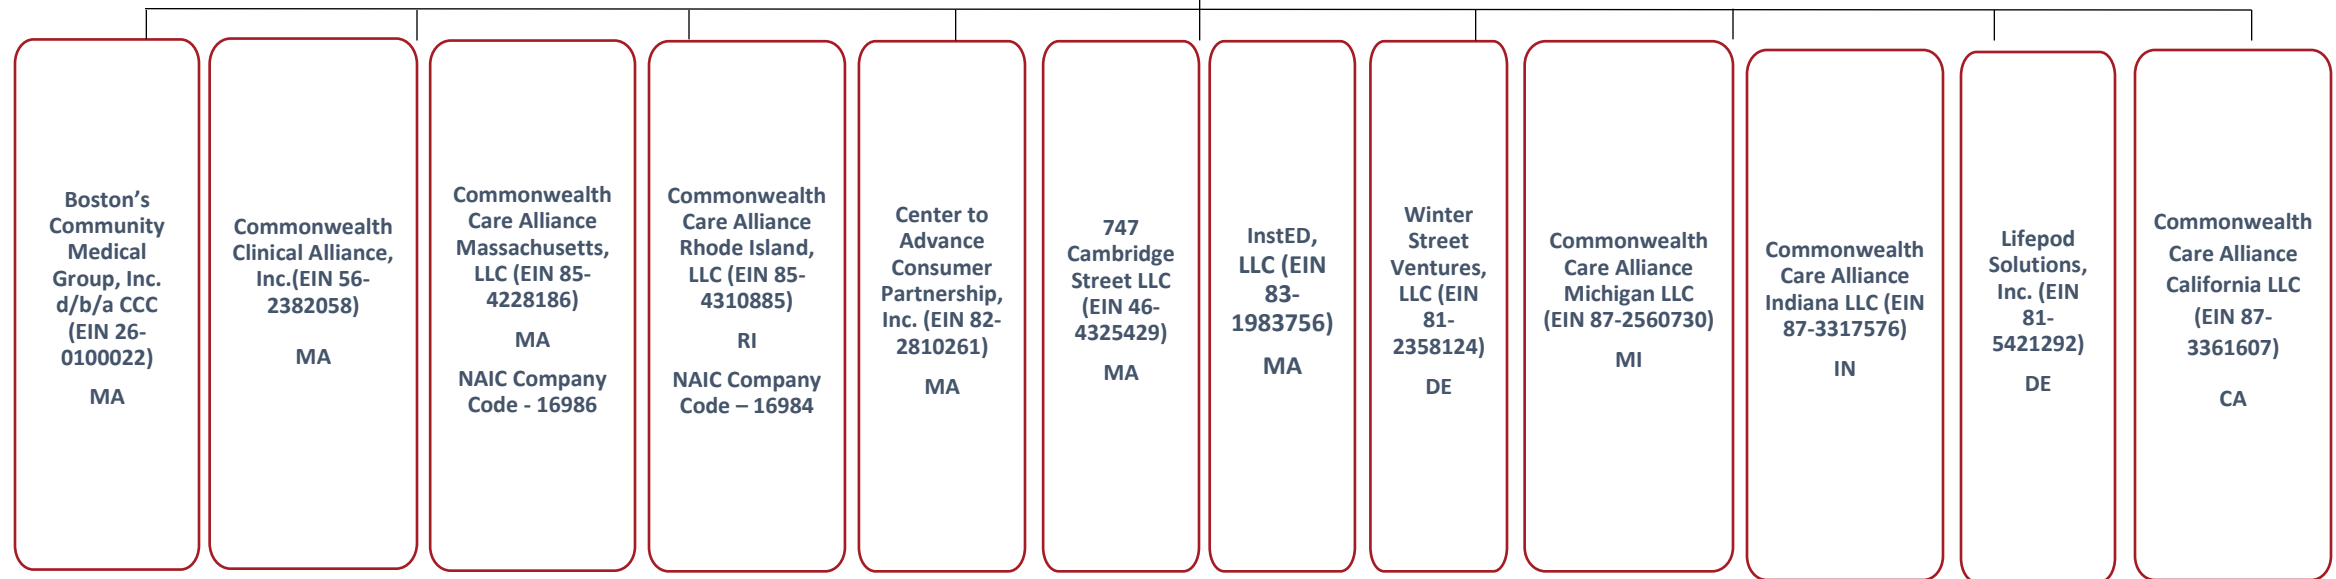 Boston’s
Community
Medical
Group, Inc.
d/b/a CCC
(EIN 26-
0100022)
MA
Commonwealth
Clinical Alliance,
Inc.(EIN 56-
2382058)
MA
Commonwealth
Care Alliance
Massachusetts,
LLC (EIN 85-
4228186)
MA
NAIC Company
Code - 16986
Commonwealth
Care Alliance
Rhode Island,
LLC (EIN 85-
4310885)
RI
NAIC Company
Code – 16984
Center to
Advance
Consumer
Partnership,
Inc. (EIN 82-
2810261)
MA
747
Cambridge
Street LLC
(EIN 46-
4325429)
MA
InstED,
LLC (EIN
83-
1983756)
MA
Winter
Street
Ventures,
LLC (EIN
81-
2358124)
DE
Commonwealth
Care Alliance
Michigan LLC
(EIN 87-2560730)
MI
Commonwealth
Care Alliance
Indiana LLC (EIN
87-3317576)
IN
Lifepod
Solutions,
Inc. (EIN
81-
5421292)
DE
Commonwealth
Care Alliance
California LLC
(EIN 87-
3361607)
CA